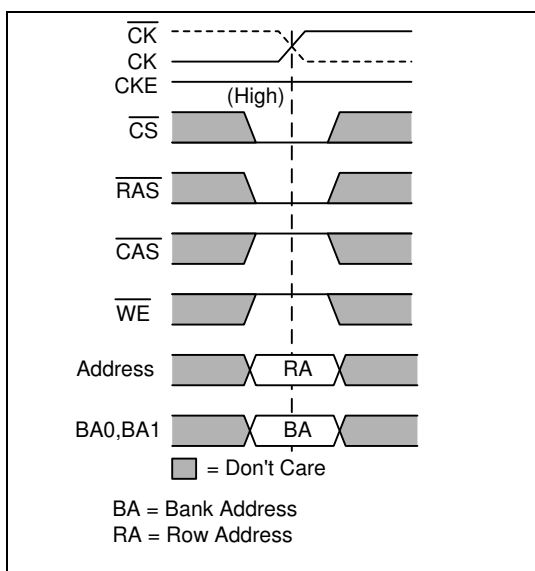 CK
CK
CKE
(High)
CS
RAS
CAS
WE
Address RA
BA0,BA1 BA
= Don't Care
BA = Bank Address
RA = Row Address